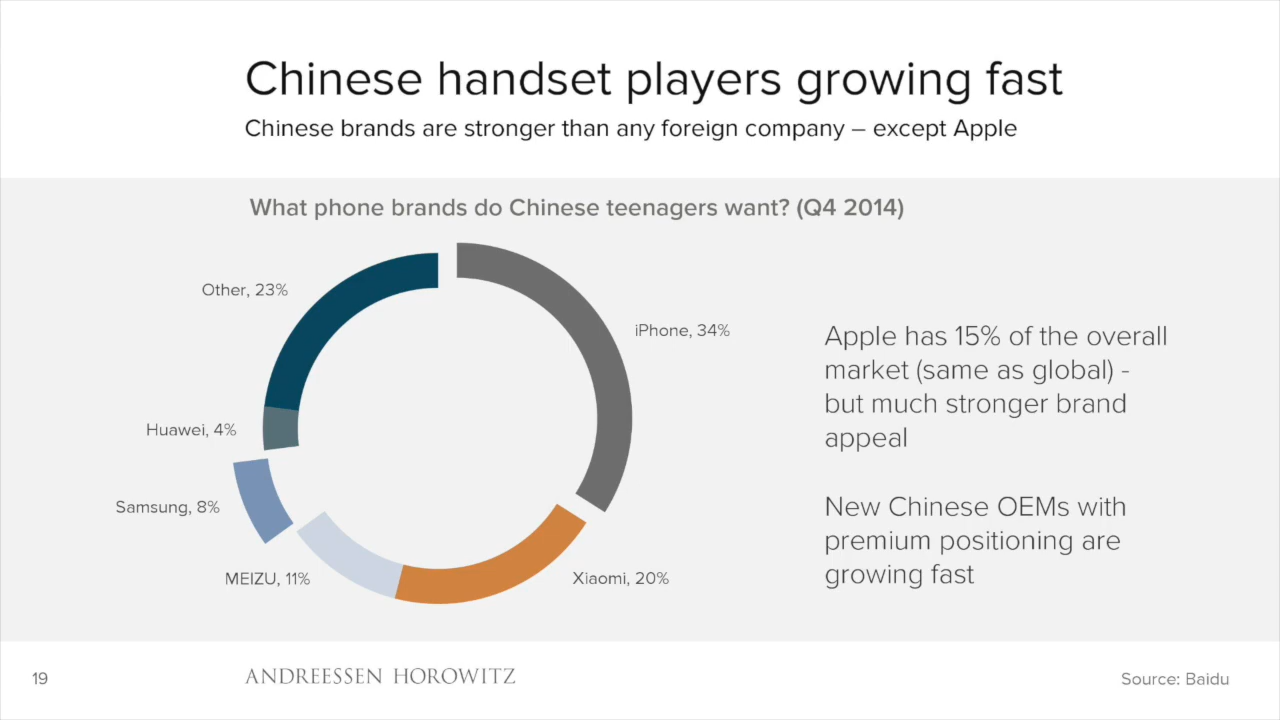 Chinese handset players growing fast
Chinese brands are stronger than any foreign company – except Apple
What phone brands do Chinese teenagers want? (Q4 2014)
Other, 23%
iPhone, 34%
Huawei, 4%
Samsung, 8%
MEIZU, 11%
Xiaomi, 20%
Apple has 15% of the overall
market (same as global) -
but much stronger brand
appeal
New Chinese OEMs with
premium positioning are
growing fast
19
ANDREESSEN HOROWITZ
Source: Baidu